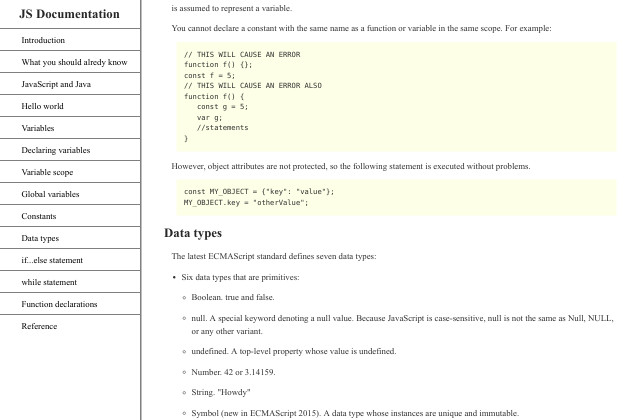 JS Documentation
Introduction
What you should alredy know
JavaScript and Java
Hello world
Variables
Declaring variables
Variable scope
Global variables
Constants
Data types
if...else statement
while statement
Function declarations
Reference
is assumed to represent a variable.
You cannot declare a constant with the same name as a function or variable in the same scope. For example:
// THIS WILL CAUSE AN ERROR
function f() {};
const f = 5;
// THIS WILL CAUSE AN ERROR ALSO
function f() {
const g = 5;
var g;
//statements
}
However, object attributes are not protected, so the following statement is executed without problems.
const MY_OBJECT = {"key": "value"};
MY_OBJECT.key = "otherValue";
Data types
The latest ECMAScript standard defines seven data types:
• Six data types that are primitives:
◦ Boolean. true and false.
◦ null. A special keyword denoting a null value. Because JavaScript is case-sensitive, null is not the same as Null, NULL,
or any other variant.
◦ undefined. A top-level property whose value is undefined.
◦ Number. 42 or 3.14159.
◦ String. "Howdy"
◦ Symbol (new in ECMAScript 2015). A data type whose instances are unique and immutable.